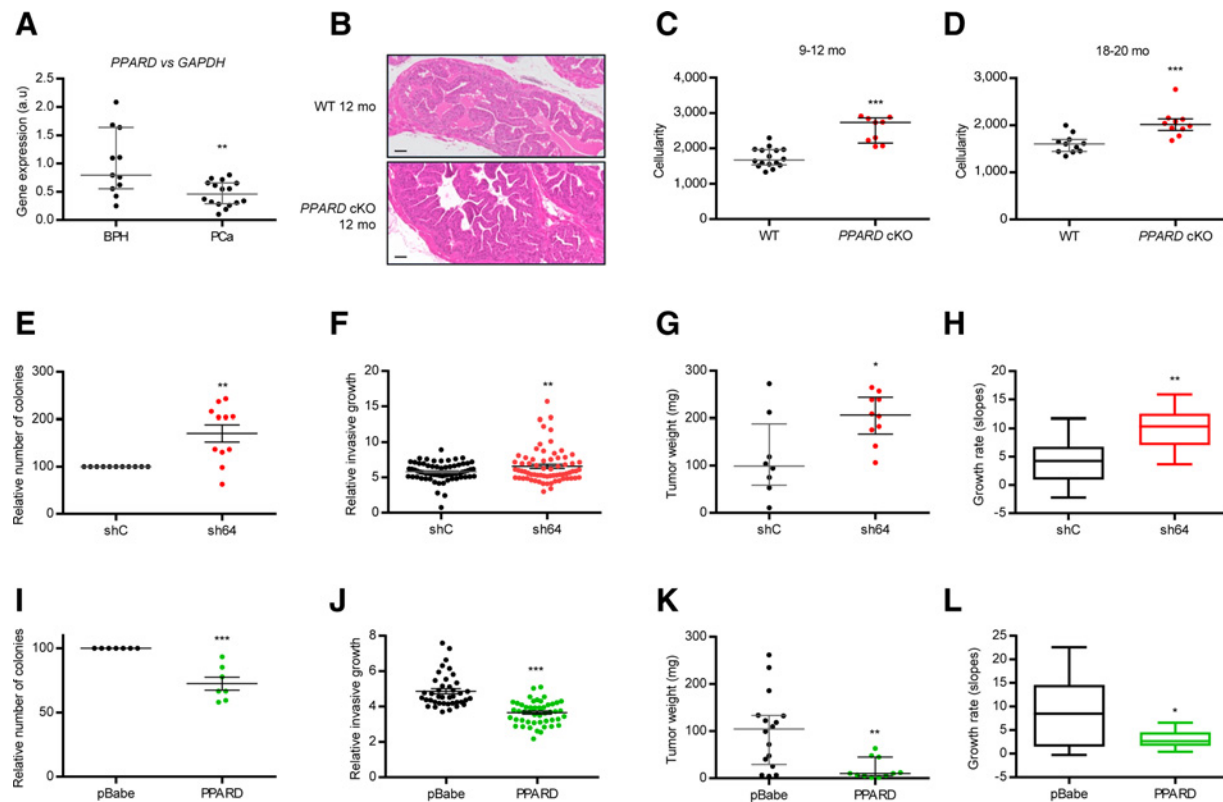 A
PPARD vs GAPDH
Gene expression (a.u)
2.5
2.0
1.5
1.0
0.5
0.0
**
BPH
PCa
B
WT 12 mo
PPARD cKO
12 mo
C
9-12 mo
Cellularity
4,000
3,000
2,000
1,000
0
***
WT
PPARD cKO
D
18-20 mo
Cellularity
3,000
2,000
1,000
0
***
WT
PPARD cKO
E
Relative number of colonies
300
200
100
0
**
shC
sh64
F
Relative invasive growth
20
15
10
5
0
**
shC
sh64
G
Tumor weight (mg)
300
200
100
0
*
shC
sh64
H
Growth rate (slopes)
20
15
10
5
0
-5
**
shC
sh64
I
Relative number of colonies
100
50
0
***
pBabe
PPARD
J
Relative invasive growth
8
6
4
2
0
***
pBabe
PPARD
K
Tumor weight (mg)
300
200
100
0
**
pBabe
PPARD
L
Growth rate (slopes)
25
20
15
10
5
0
-5
*
pBabe
PPARD